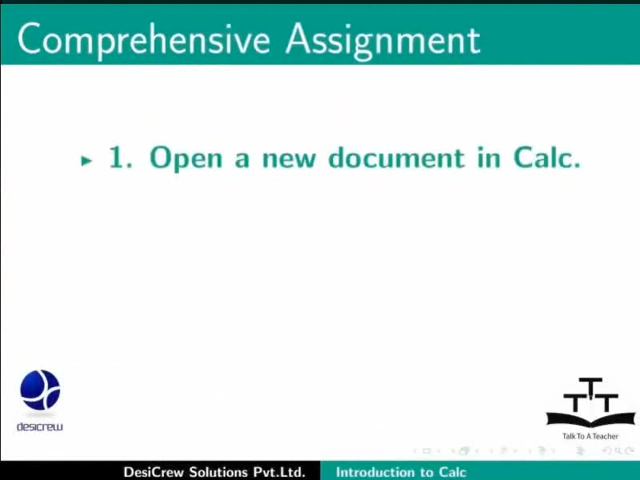 Comprehensive Assignment
1. Open a new document in Calc.
desicrew
TTT
Talk To A Teacher
DesiCrew Solutions Pvt.Ltd. Introduction to Calc